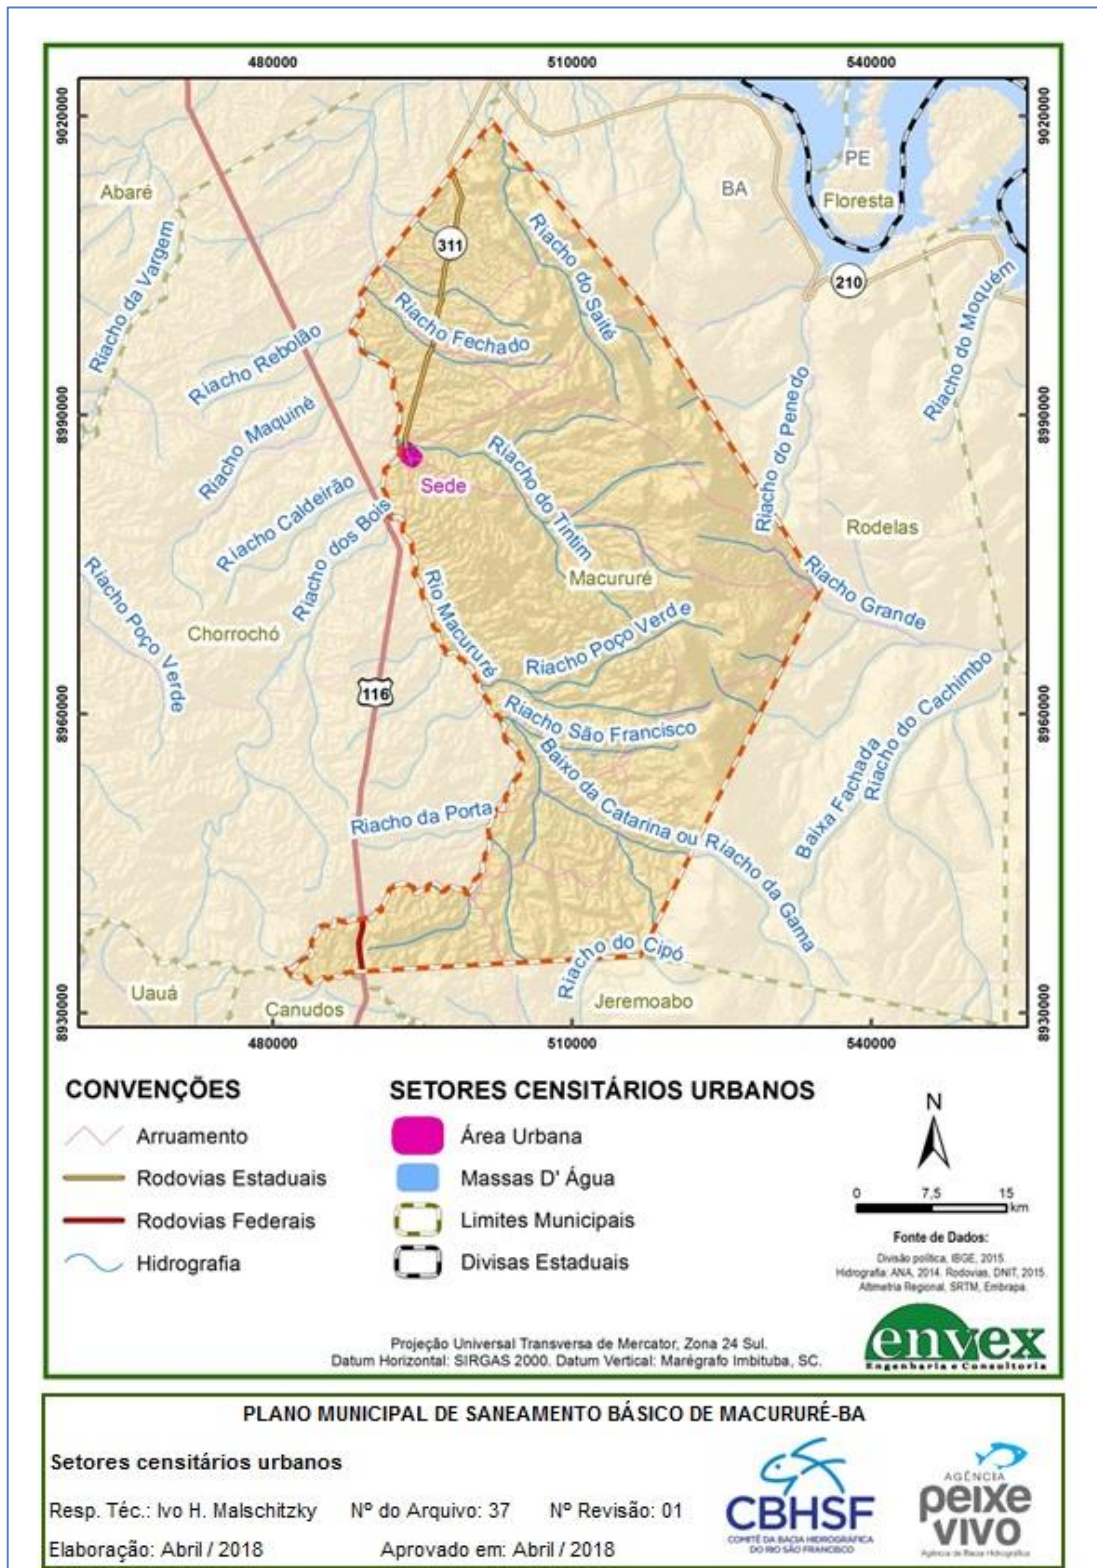 480000 510000 540000
9020000 9020000
8990000 8990000
8960000 8960000
8930000 8930000
Abaré
PE
BA
Floresta
311
210
Riacho da Vargem
Riacho do Saité
Riacho do Moquém
Riacho Fechado
Riacho Rebolão
Riacho Maquiné
Riacho do Penedo
Sede
Riacho do Tintim
Riacho Caldeirão
Riacho dos Bois
Rodelas
Riacho Poço Verde
Rio Macururé
Macururé
Riacho Grande
Chorrochó
Riacho Poço Verde
116
Riacho São Francisco
Riacho do Cachimbo
Baixa Fachada
Baixo da Catarina ou Riacho da Gama
Riacho da Porta
Riacho do Cipó
Uauá
Canudos
Jeremoabo
480000 510000 540000
CONVENÇÕES
Arruamento
Rodovias Estaduais
Rodovias Federais
Hidrografia
SETORES CENSITÁRIOS URBANOS
Área Urbana
Massas D' Água
Limites Municipais
Divisas Estaduais
N
0 7,5 15
km
Fonte de Dados:
Divisão política, IBGE, 2015.
Hidrografia: ANA, 2014. Rodovias, DNIT, 2015.
Altimetria Regional, SRTM, Embrapa.
Projeção Universal Transversa de Mercator, Zona 24 Sul.
Datum Horizontal: SIRGAS 2000. Datum Vertical: Marégrafo Imbituba, SC.
envex
Engenharia e Consultoria
PLANO MUNICIPAL DE SANEAMENTO BÁSICO DE MACURURÉ-BA
Setores censitários urbanos
Resp. Téc.: Ivo H. Malschitzky Nº do Arquivo: 37 Nº Revisão: 01
Elaboração: Abril / 2018 Aprovado em: Abril / 2018
CBHSF
COMITÊ DA BACIA HIDROGRÁFICA
DO RIO SÃO FRANCISCO
AGÊNCIA
peixe
vivo
Agência de Bacia Hidrográfica